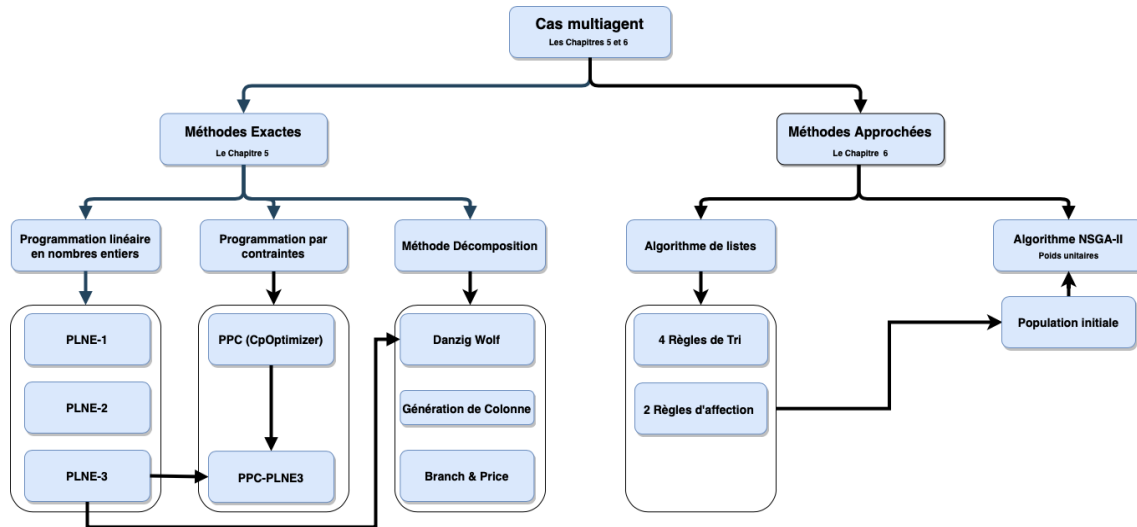 Cas multiagent
Les Chapitres 5 et 6
Méthodes Exactes
Le Chapitre 5
Méthodes Approchées
Le Chapitre 6
Programmation linéaire
en nombres entiers
Programmation par
contraintes
Méthode Décomposition
Algorithme de listes
Algorithme NSGA-II
Poids unitaires
PLNE-1
PLNE-2
PLNE-3
PPC (CpOptimizer)
PPC-PLNE3
Danzig Wolf
Génération de Colonne
Branch & Price
4 Règles de Tri
2 Règles d'affection
Population initiale